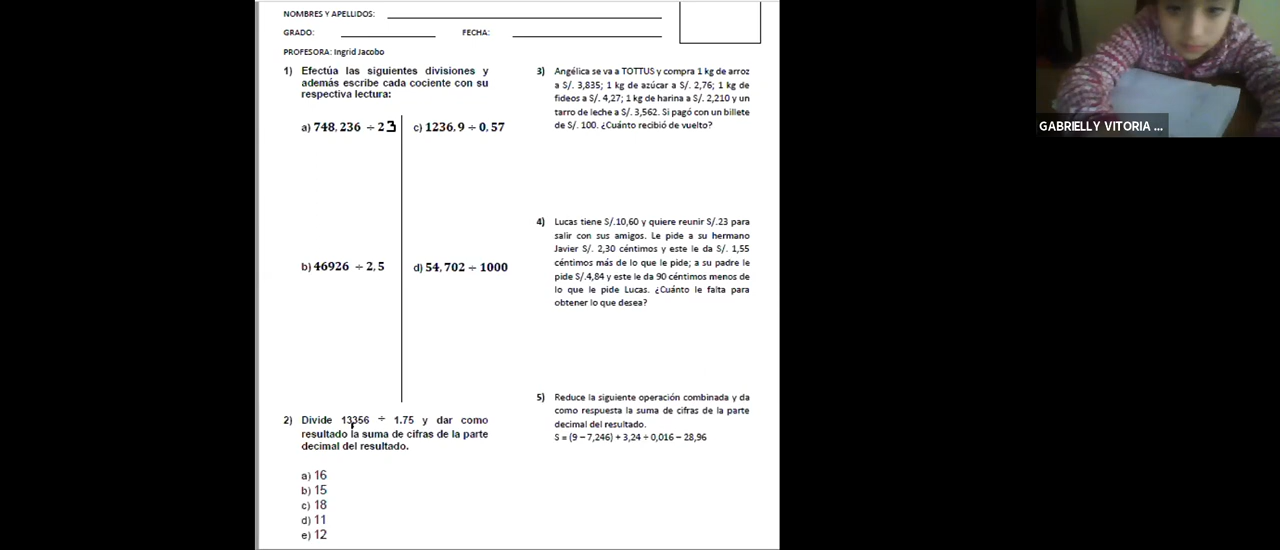 NOMBRES Y APELLIDOS:
GRADO: FECHA:
PROFESORA: Ingrid Jacobo
1) Efectúa las siguientes divisiones y
además escribe cada cociente con su
respectiva lectura:
a) 748,236 ÷ 23
c) 1236,9 ÷ 0,57
b) 46926 ÷ 2,5
d) 54,702 ÷ 1000
2) Divide 13356 ÷ 1.75 y dar como
resultado la suma de cifras de la parte
decimal del resultado.
a) 16
b) 15
c) 18
d) 11
e) 12
3) Angélica se va a TOTTUS y compra 1 kg de arroz
a S/. 3,835; 1 kg de azúcar a S/. 2,76; 1 kg de
fideos a S/. 4,27; 1 kg de harina a S/. 2,210 y un
tarro de leche a S/. 3,562. Si pagó con un billete
de S/. 100. ¿Cuánto recibió de vuelto?
4) Lucas tiene S/.10,60 y quiere reunir S/.23 para
salir con sus amigos. Le pide a su hermano
Javier S/. 2,30 céntimos y este le da S/. 1,55
céntimos más de lo que le pide; a su padre le
pide S/.4,84 y este le da 90 céntimos menos de
lo que le pide Lucas. ¿Cuánto le falta para
obtener lo que desea?
5) Reduce la siguiente operación combinada y da
como respuesta la suma de cifras de la parte
decimal del resultado.
S = (9 – 7,246) + 3,24 ÷ 0,016 – 28,96
GABRIELLY VITORIA ...